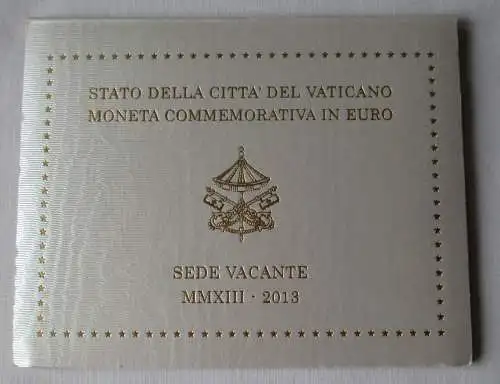 STATO DELLA CITTA' DEL VATICANO
MONETA COMMEMORATIVA IN EURO
SEDE VACANTE
MMXIII · 2013